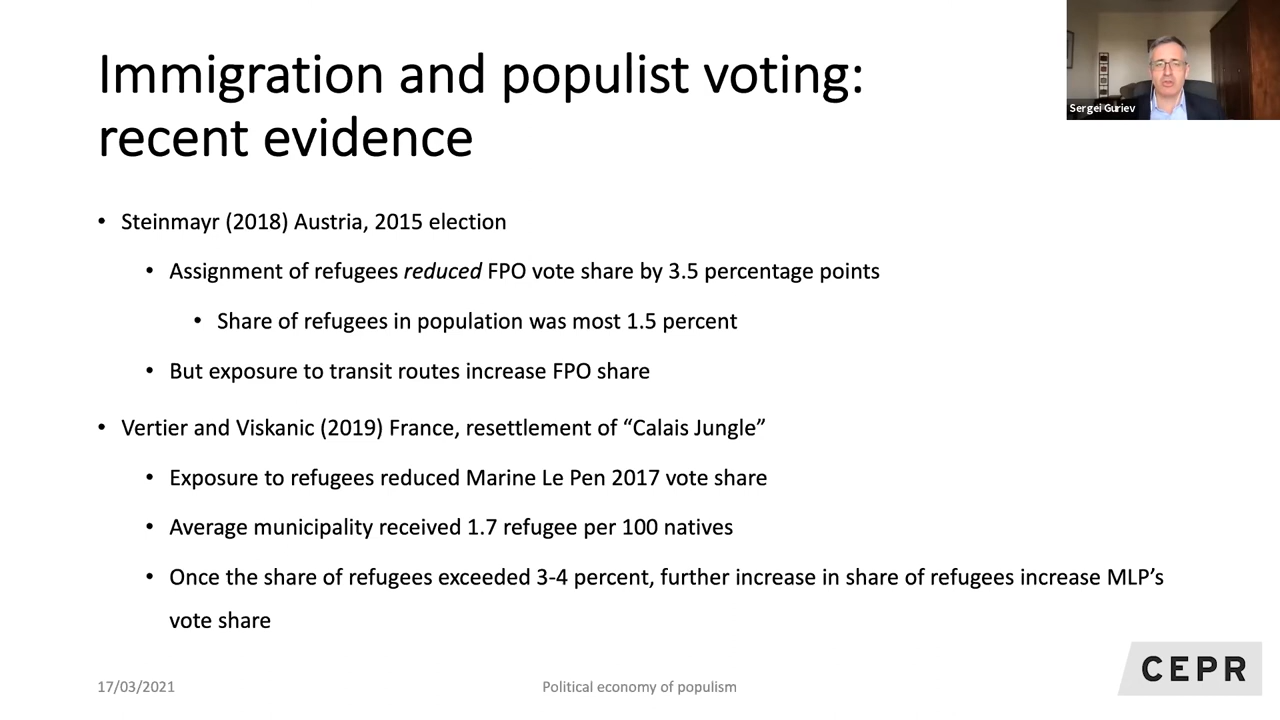 Immigration and populist voting:
recent evidence
Sergei Guriev
• Steinmayr (2018) Austria, 2015 election
• Assignment of refugees reduced FPO vote share by 3.5 percentage points
• Share of refugees in population was most 1.5 percent
• But exposure to transit routes increase FPO share
• Vertier and Viskanic (2019) France, resettlement of “Calais Jungle”
• Exposure to refugees reduced Marine Le Pen 2017 vote share
• Average municipality received 1.7 refugee per 100 natives
• Once the share of refugees exceeded 3-4 percent, further increase in share of refugees increase MLP’s
vote share
17/03/2021
Political economy of populism
CEPR